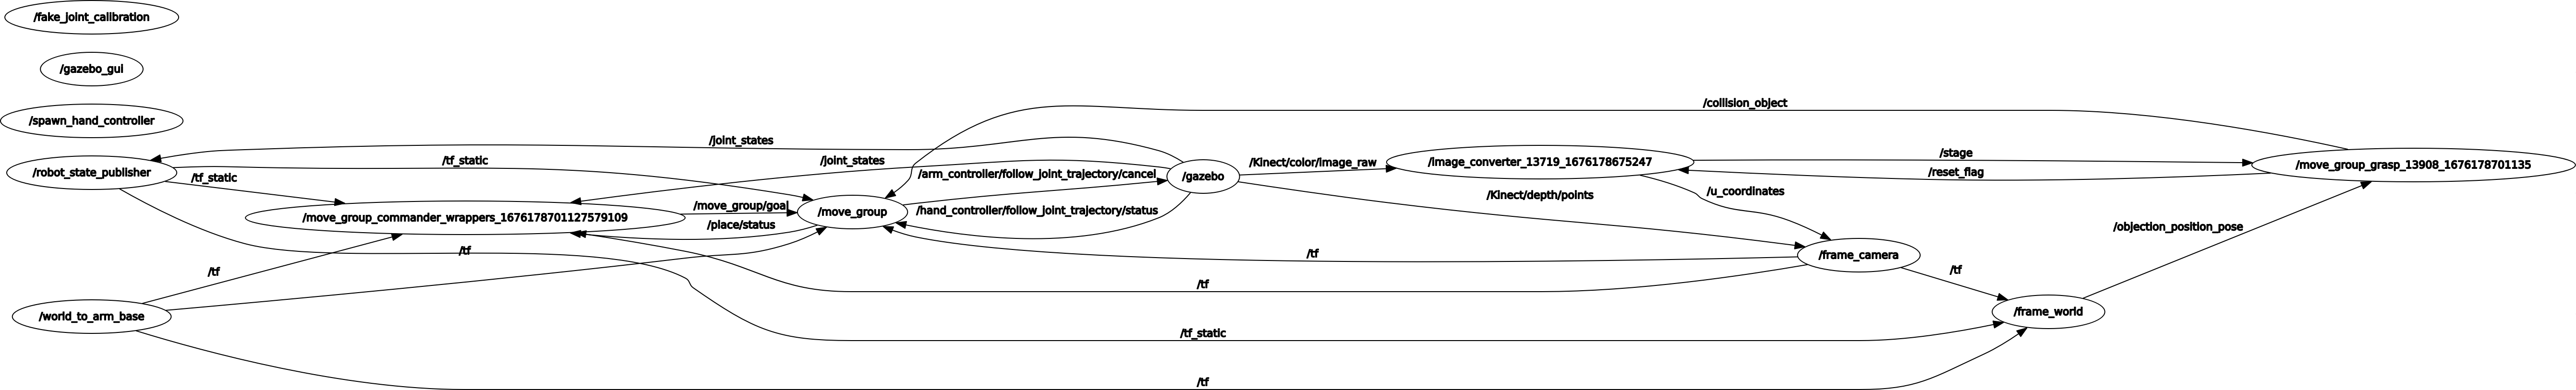 /fake_joint_calibration
/gazebo_gui
/spawn_hand_controller
/collision_object
/joint_states
/stage
/tf_static
/joint_states
/Kinect/color/image_raw
/image_converter_13719_1676178675247
/move_group_grasp_13908_1676178701135
/robot_state_publisher
/tf_static
/arm_controller/follow_joint_trajectory/cancel
/gazebo
/reset_flag
/u_coordinates
/Kinect/depth/points
/move_group_commander_wrappers_1676178701127579109
/move_group/goal
/move_group
/hand_controller/follow_joint_trajectory/status
/place/status
/objection_position_pose
/tf
/tf
/frame_camera
/tf
/tf
/tf
/world_to_arm_base
/frame_world
/tf_static
/tf